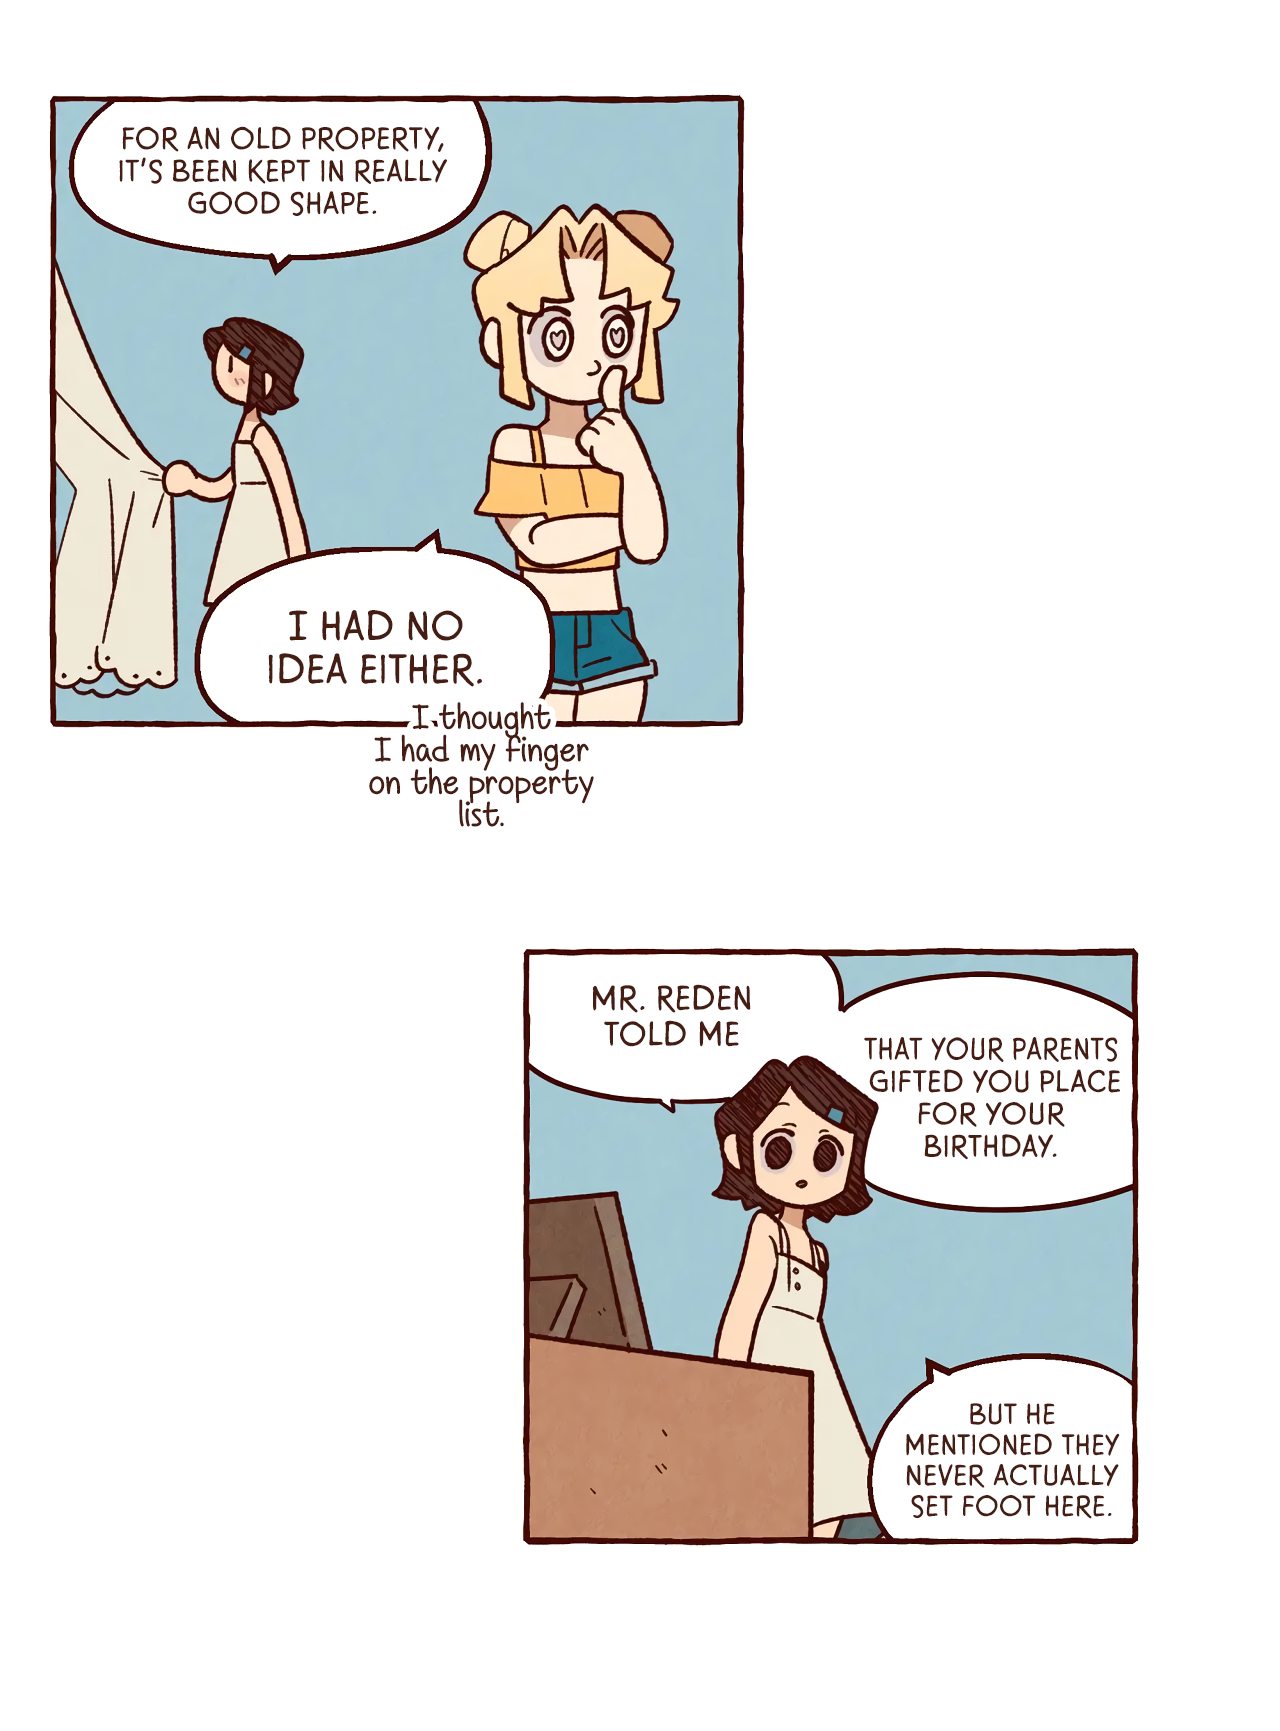 FOR AN OLD PROPERTY,
IT'S BEEN KEPT IN REALLY
GOOD SHAPE.
I HAD NO
IDEA EITHER.
I thought
I had my finger
on the property
list.
MR. REDEN
TOLD ME
THAT YOUR PARENTS
GIFTED YOU PLACE
FOR YOUR
BIRTHDAY.
BUT HE
MENTIONED THEY
NEVER ACTUALLY
SET FOOT HERE.